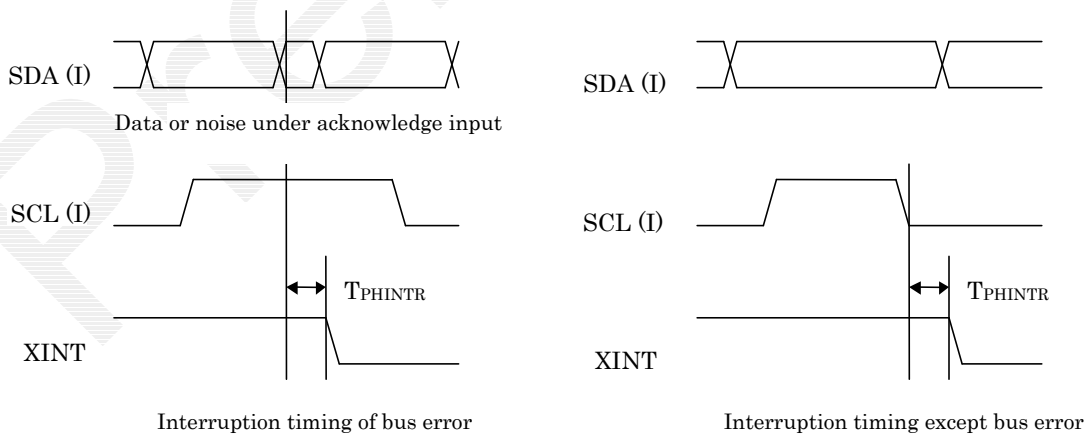 SDA (I)
Data or noise under acknowledge input
SCL (I)
TPHINTR
XINT
Interruption timing of bus error
SDA (I)
SCL (I)
TPHINTR
XINT
Interruption timing except bus error